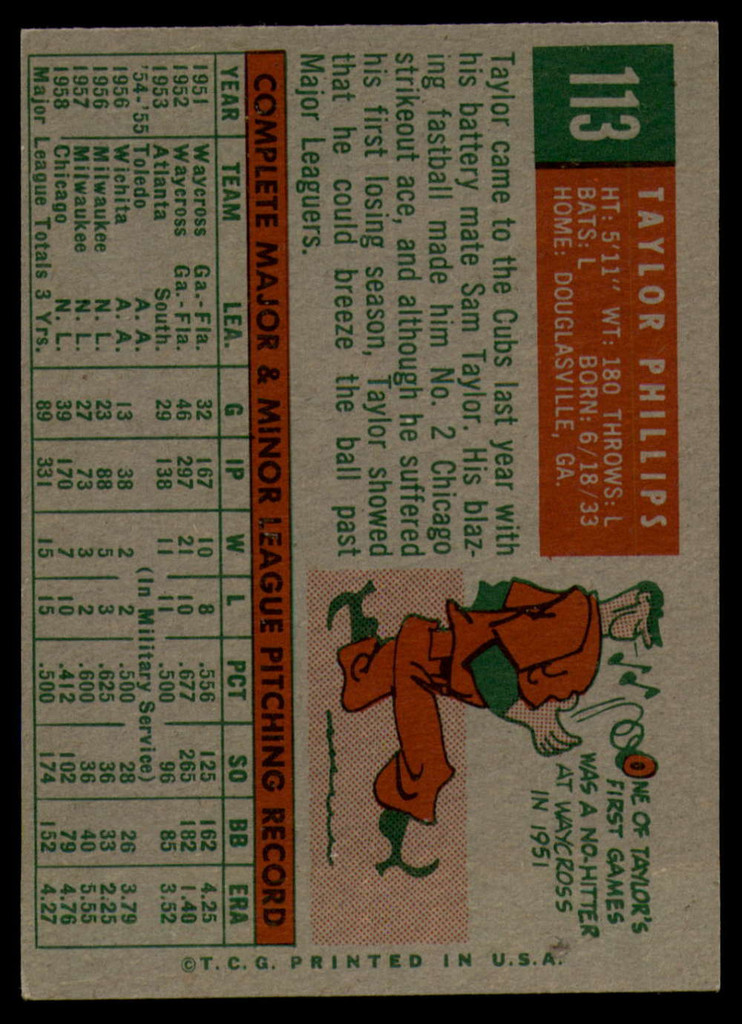 113
TAYLOR PHILLIPS
HT: 5'11" WT: 180 THROWS: L
BATS: L BORN: 6/18/33
HOME: DOUGLASVILLE, GA.
Taylor came to the Cubs last year with
his battery mate Sam Taylor. His blaz-
ing fastball made him No. 2 Chicago
strikeout ace, and although he suffered
his first losing season, Taylor showed
that he could breeze the ball past
Major Leaguers.
ONE OF TAYLOR'S
FIRST GAMES
WAS A NO-HITTER
AT WAYCROSS
IN 1951
COMPLETE MAJOR & MINOR LEAGUE PITCHING RECORD
YEAR TEAM LEA. G IP W L PCT SO BB ERA
1951 Waycross Ga.-Fla. 32 167 10 8 .556 125 162 4.25
1952 Waycross Ga.-Fla. 46 297 21 10 .677 265 182 1.40
1953 Atlanta South. 29 138 11 11 .500 96 85 3.52
'54-'55 Toledo A. A. (In Military Service)
1956 Wichita A. A. 13 38 2 2 .500 28 26 3.79
1956 Milwaukee N. L. 23 88 5 3 .625 36 33 2.25
1957 Milwaukee N. L. 27 73 3 2 .600 36 40 5.55
1958 Chicago N. L. 39 170 7 10 .412 102 79 4.76
Major League Totals 3 Yrs. 89 331 15 15 .500 174 152 4.27
©T.C.G. PRINTED IN U.S.A.